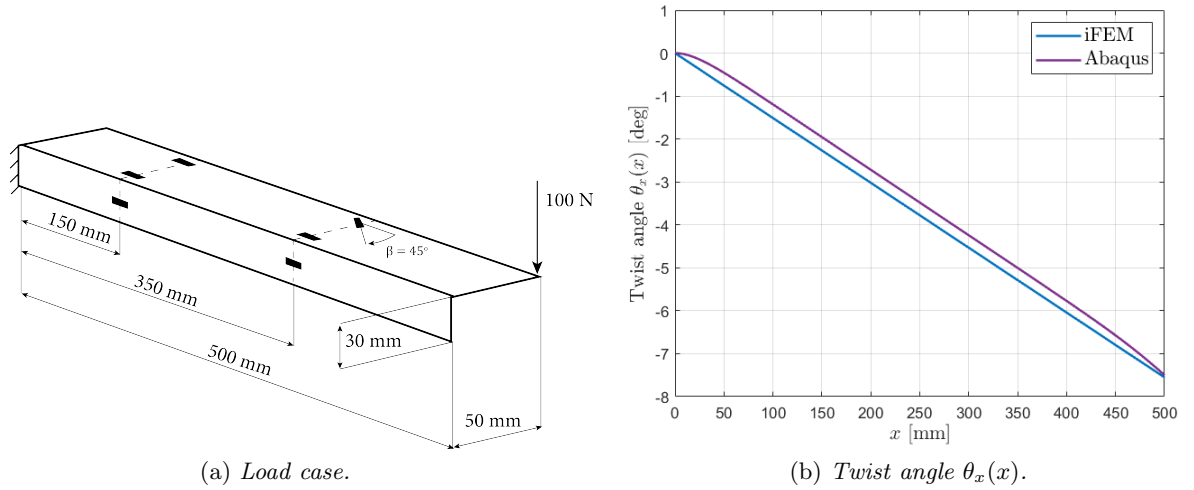 100 N
150 mm
β = 45°
350 mm
30 mm
500 mm
50 mm
(a) Load case.
1
0
-1
-2
-3
-4
-5
-6
-7
-8
Twist angle θx(x) [deg]
iFEM
Abaqus
0 50 100 150 200 250 300 350 400 450 500
x [mm]
(b) Twist angle θx(x).